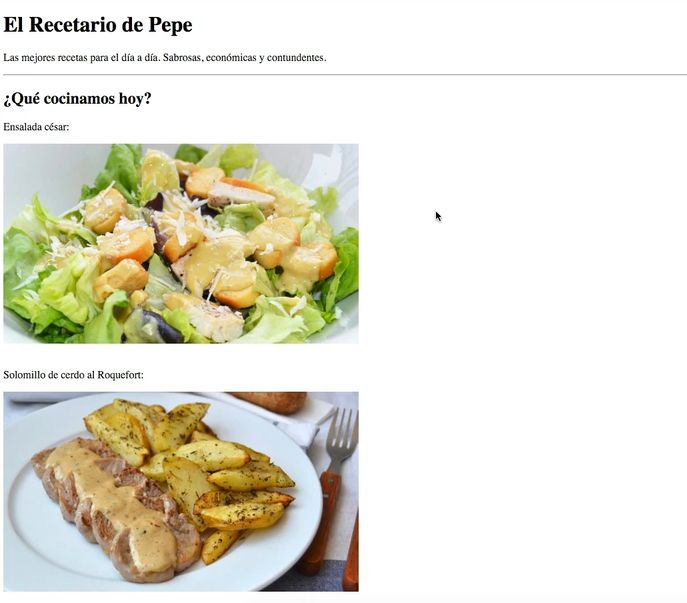 El Recetario de Pepe
Las mejores recetas para el día a día. Sabrosas, económicas y contundentes.
¿Qué cocinamos hoy?
Ensalada césar:
Solomillo de cerdo al Roquefort: